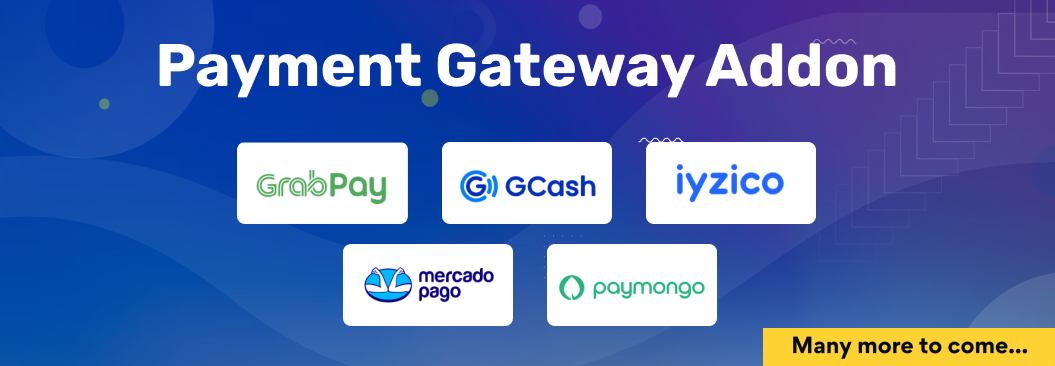 Payment Gateway Addon
GrabPay
GCash
iyzico
mercado
pago
paymongo
Many more to come...